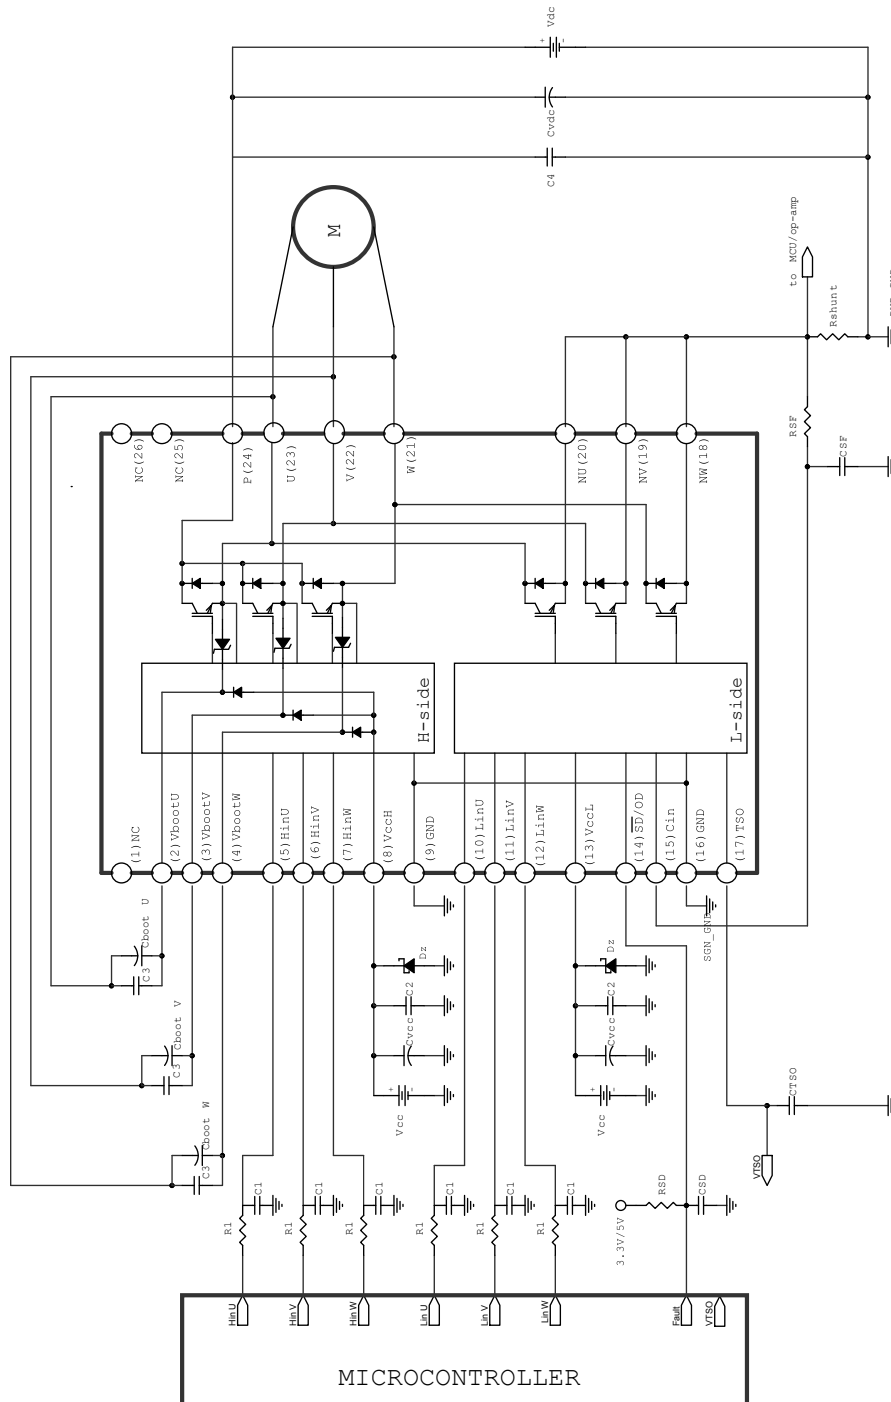 Vdc
+ -
Cvdc
C4
M
to MCU/op-amp
Rshunt
RSF
CSF
NC(26)
NC(25)
P(24)
U(23)
V(22)
W(21)
NU(20)
NV(19)
NW(18)
H-side
L-side
(1)NC
(2)VbootU
(3)VbootV
(4)VbootW
(5)HinU
(6)HinV
(7)HinW
(8)VccH
(9)GND
(10)LinU
(11)LinV
(12)LinW
(13)VccL
(14)SD/OD
(15)Cin
(16)GND
(17)TSO
SGN_GND
Cboot U
C3
Cboot V
C3
Cboot W
C3
Dz
C2
Cvcc
+ -
Vcc
Dz
C2
Cvcc
+ -
Vcc
CTSO
VTSO
R1
C1
R1
C1
R1
C1
R1
C1
R1
C1
R1
C1
3.3V/5V
RSD
CSD
Hin U
Hin V
Hin W
Lin U
Lin V
Lin W
Fault
VTSO
MICROCONTROLLER